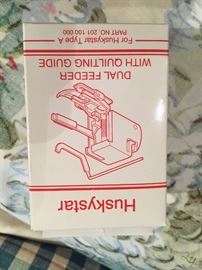 Huskystar
DUAL FEEDER
WITH QUILTING GUIDE
PART NO. 201 100 000
For Huskystar Type A